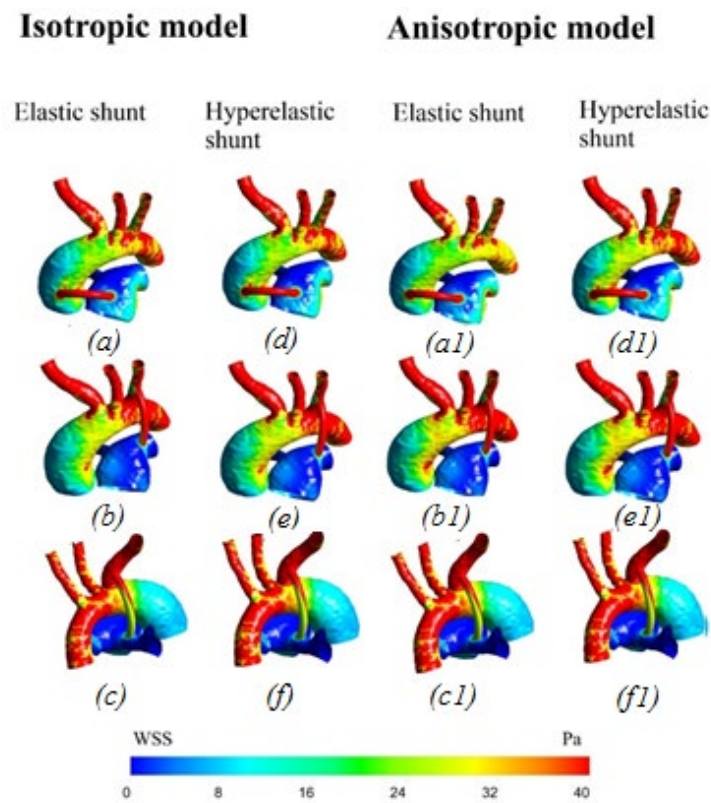 Isotropic model Anisotropic model
Elastic shunt Hyperelastic shunt Elastic shunt Hyperelastic shunt
(a) (d) (a1) (d1)
(b) (e) (b1) (e1)
(c) (f) (c1) (f1)
WSS Pa
0 8 16 24 32 40